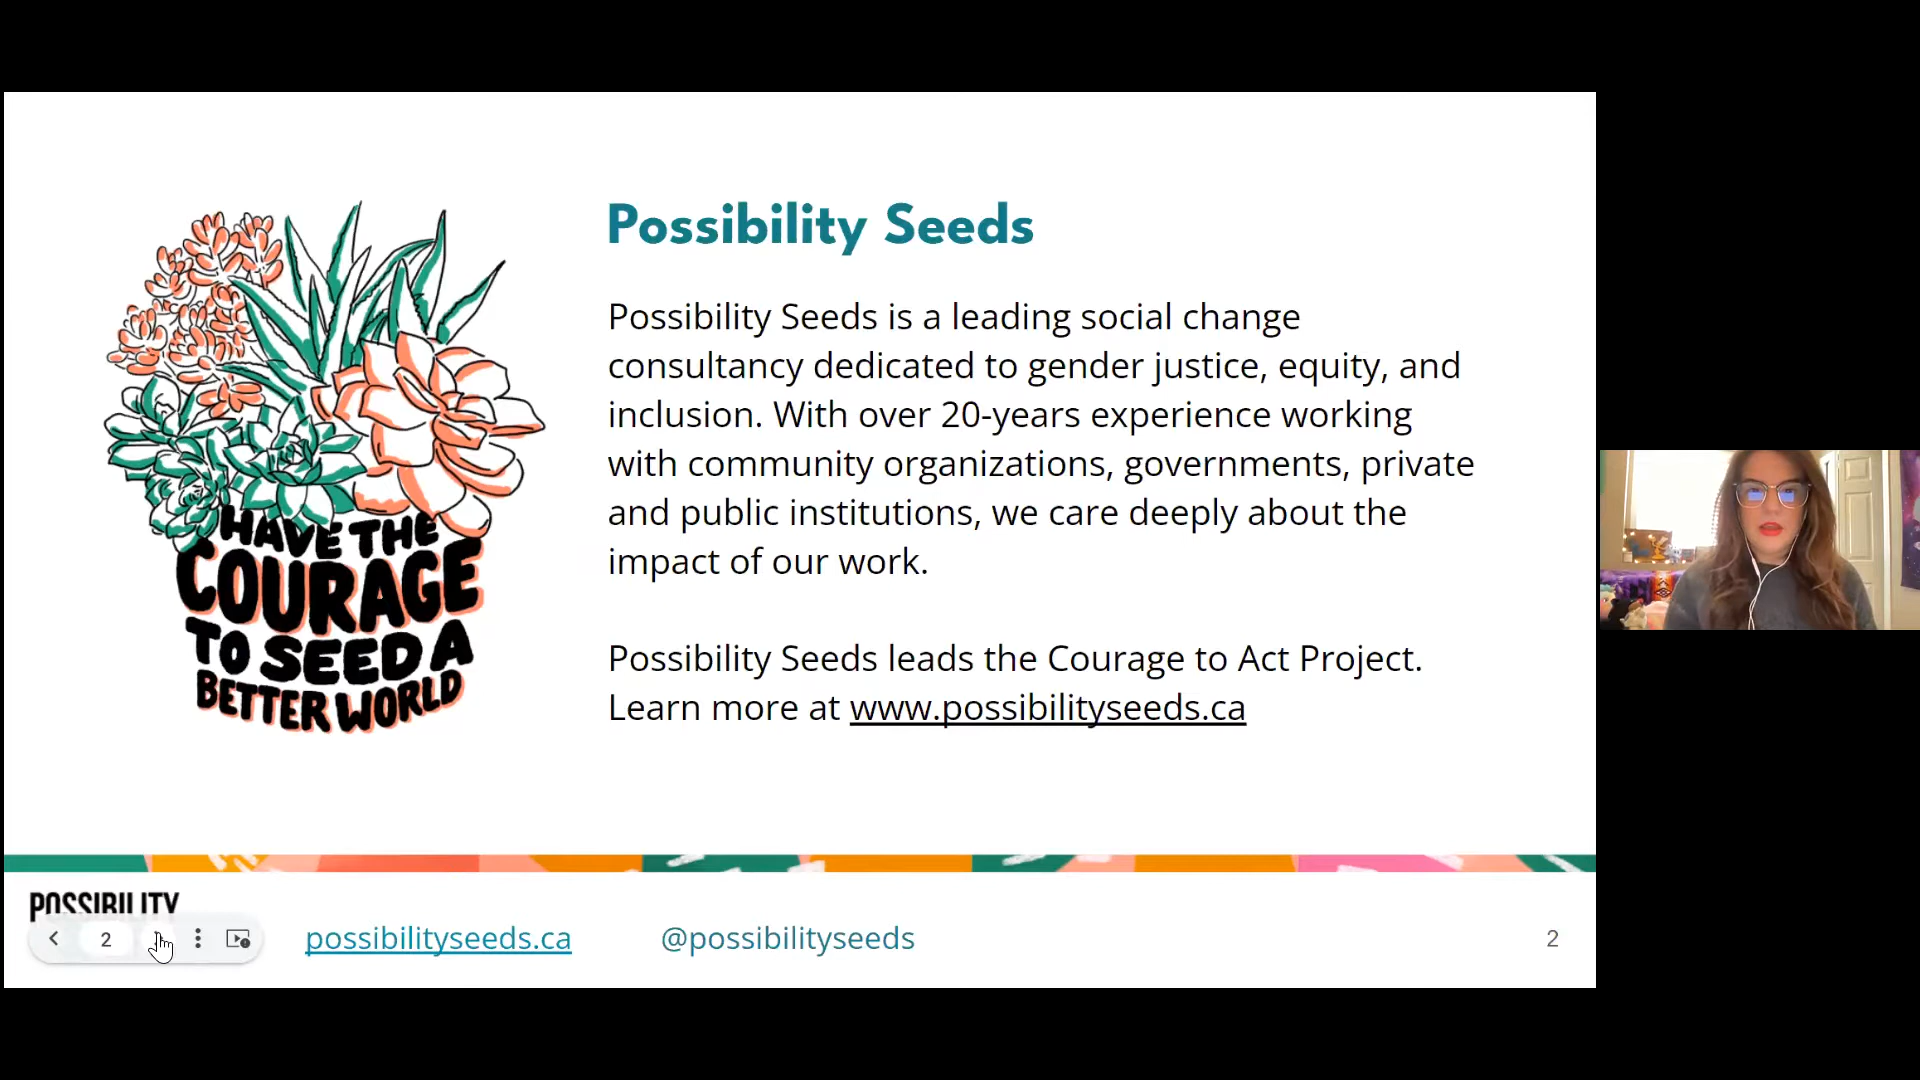 Possibility Seeds
Possibility Seeds is a leading social change
consultancy dedicated to gender justice, equity, and
inclusion. With over 20-years experience working
with community organizations, governments, private
and public institutions, we care deeply about the
impact of our work.
Possibility Seeds leads the Courage to Act Project.
Learn more at www.possibilityseeds.ca
HAVE THE
COURAGE
TO SEED A
BETTER WORLD
POSSIBILITY
2
possibilityseeds.ca
@possibilityseeds
2